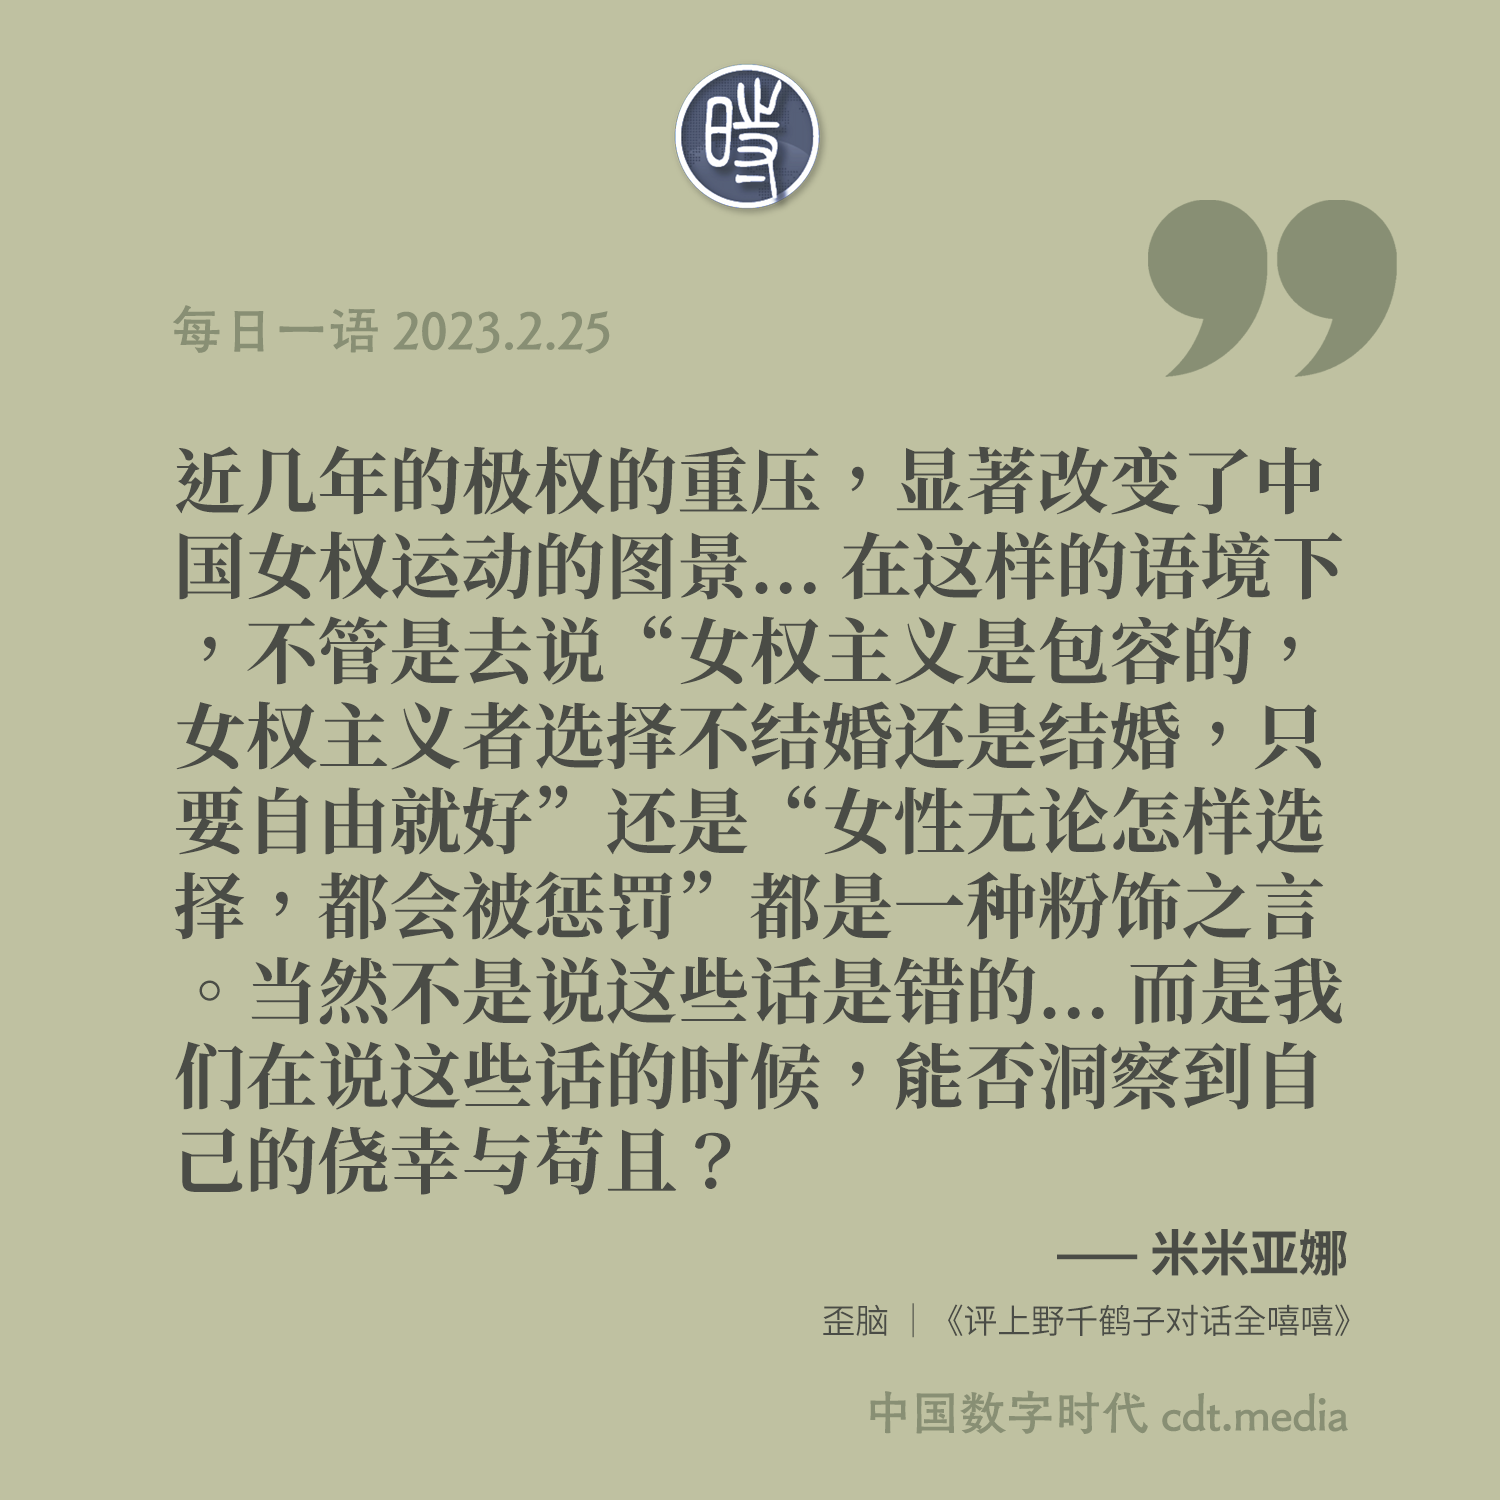 時
每日一语 2023.2.25
近几年的极权的重压，显著改变了中
国女权运动的图景... 在这样的语境下
，不管是去说“女权主义是包容的，
女权主义者选择不结婚还是结婚，只
要自由就好”还是“女性无论怎样选
择，都会被惩罚”都是一种粉饰之言
。当然不是说这些话是错的... 而是我
们在说这些话的时候，能否洞察到自
己的侥幸与苟且？
—— 米米亚娜
歪脑｜《评上野千鹤子对话全嘻嘻》
中国数字时代 cdt.media